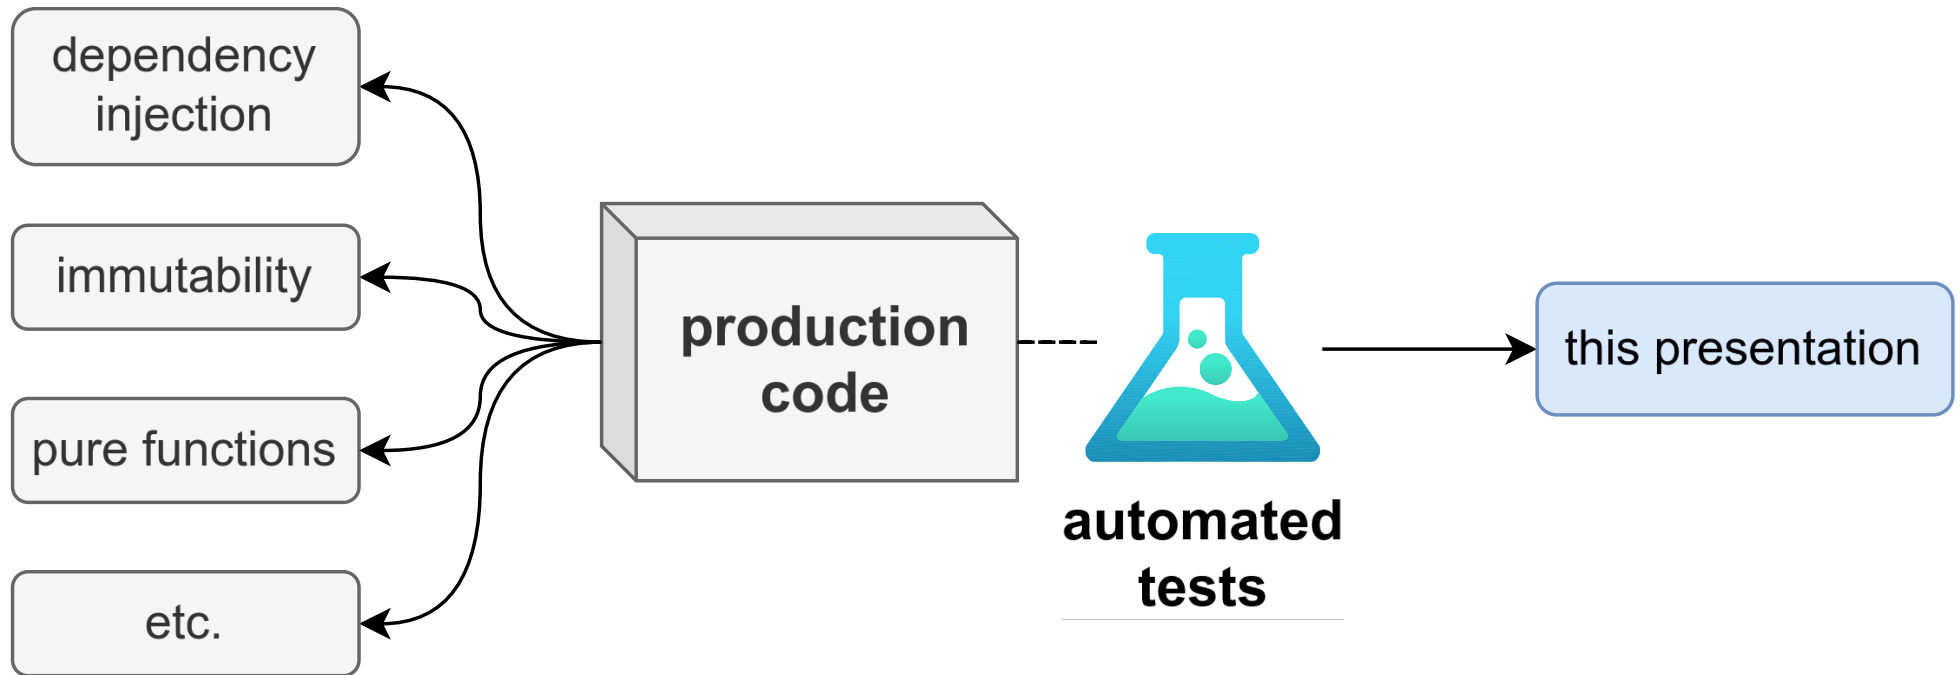 dependency
injection
immutability
pure functions
etc.
production
code
automated
tests
this presentation